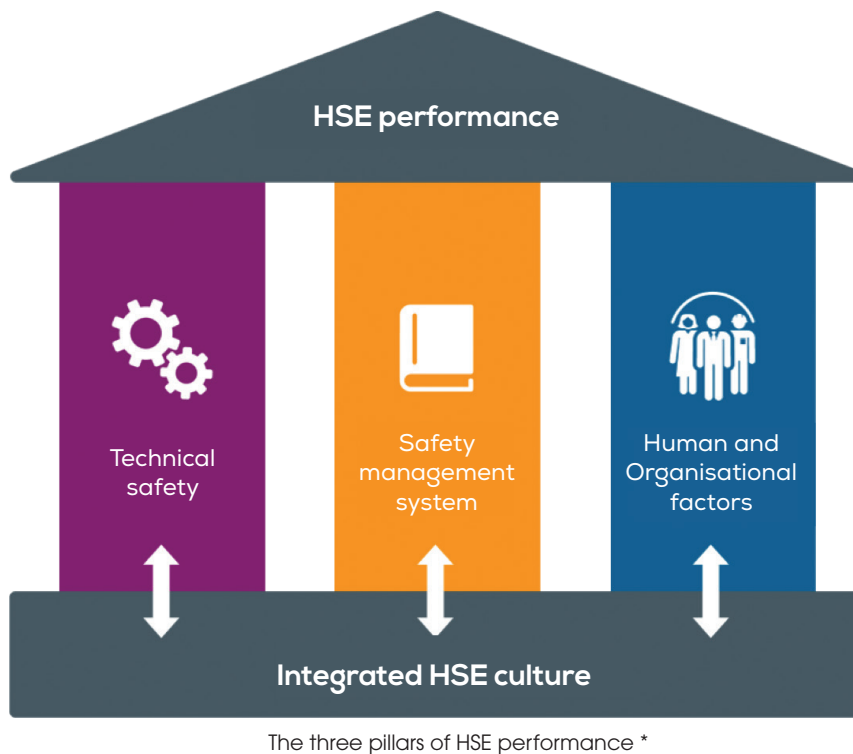 HSE performance
Technical
safety
Safety
management
system
Human and
Organisational
factors
Integrated HSE culture
The three pillars of HSE performance *